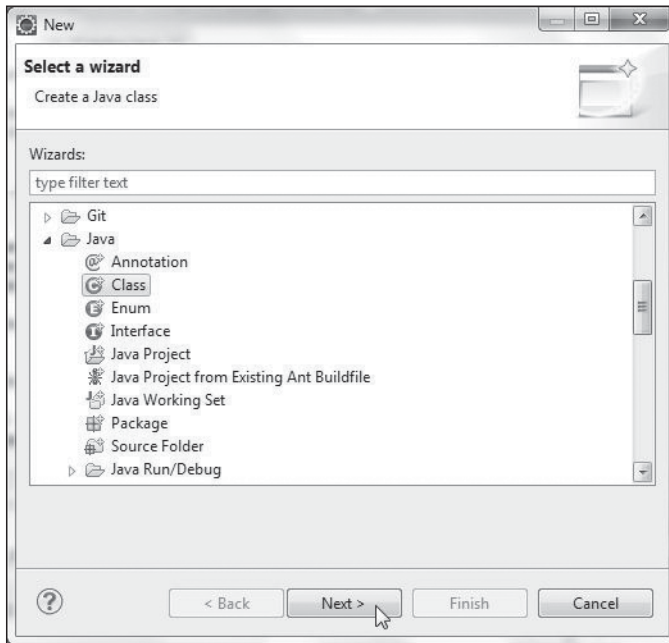 New
Select a wizard
Create a Java class
Wizards:
type filter text
Git
Java
Annotation
Class
Enum
Interface
Java Project
Java Project from Existing Ant Buildfile
Java Working Set
Package
Source Folder
Java Run/Debug
? < Back Next > Finish Cancel